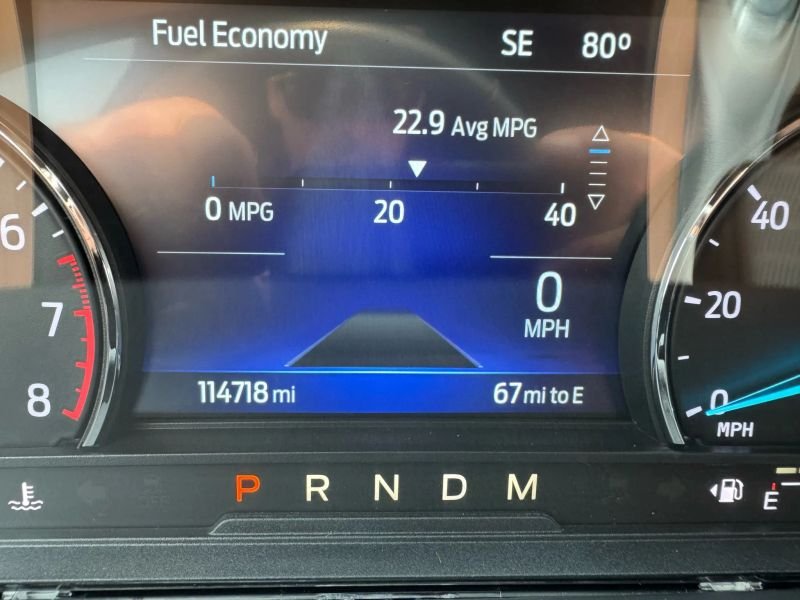 Fuel Economy SE 80°
22.9 Avg MPG
0 MPG 20 40
0
MPH
114718 mi 67 mi to E
6
7
8
40
20
0
MPH
P R N D M
E